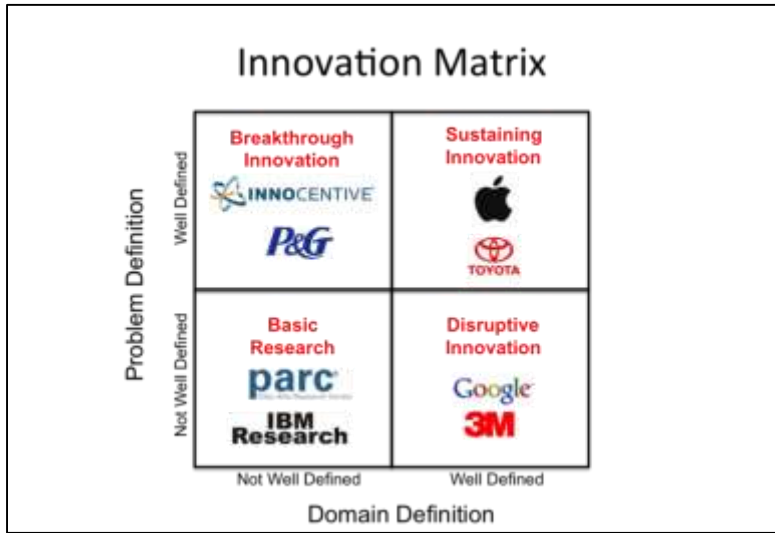 Innovation Matrix
Problem Definition
Well Defined
Not Well Defined
Breakthrough
Innovation
INNOCENTIVE
P&G
Sustaining
Innovation
TOYOTA
Basic
Research
parc
IBM
Research
Disruptive
Innovation
Google
3M
Not Well Defined
Well Defined
Domain Definition